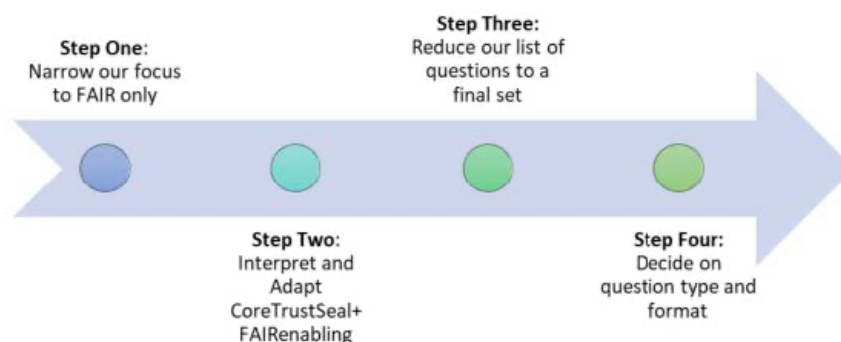 Step One:
Narrow our focus
to FAIR only
Step Two:
Interpret and
Adapt
CoreTrustSeal+
FAIRenabling
Step Three:
Reduce our list of
questions to a
final set
Step Four:
Decide on
question type and
format